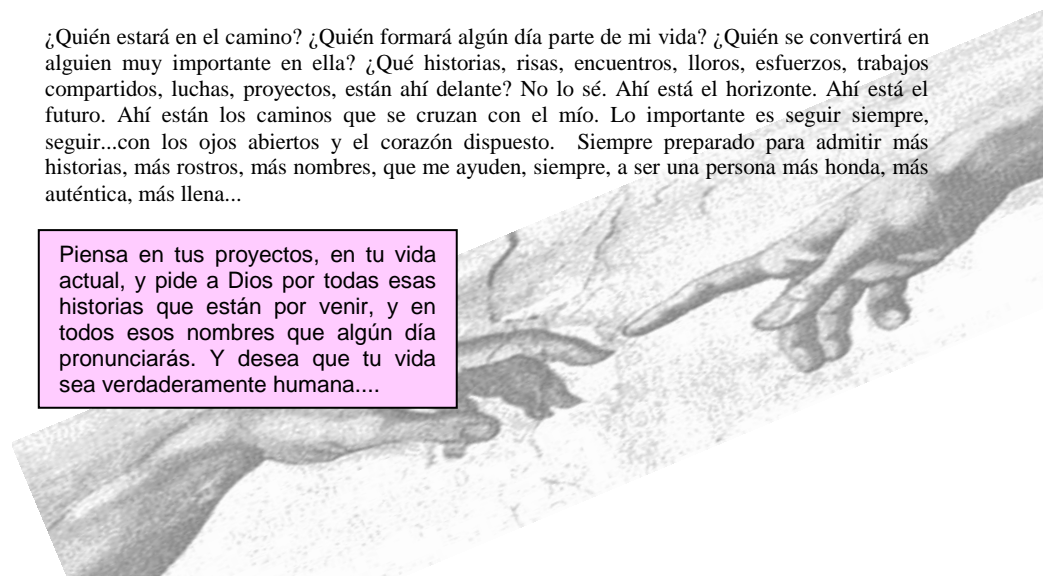 ¿Quién estará en el camino? ¿Quién formará algún día parte de mi vida? ¿Quién se convertirá en
alguien muy importante en ella? ¿Qué historias, risas, encuentros, lloros, esfuerzos, trabajos
compartidos, luchas, proyectos, están ahí delante? No lo sé. Ahí está el horizonte. Ahí está el
futuro. Ahí están los caminos que se cruzan con el mío. Lo importante es seguir siempre,
seguir...con los ojos abiertos y el corazón dispuesto. Siempre preparado para admitir más
historias, más rostros, más nombres, que me ayuden, siempre, a ser una persona más honda, más
auténtica, más llena...
Piensa en tus proyectos, en tu vida
actual, y pide a Dios por todas esas
historias que están por venir, y en
todos esos nombres que algún día
pronunciarás. Y desea que tu vida
sea verdaderamente humana....